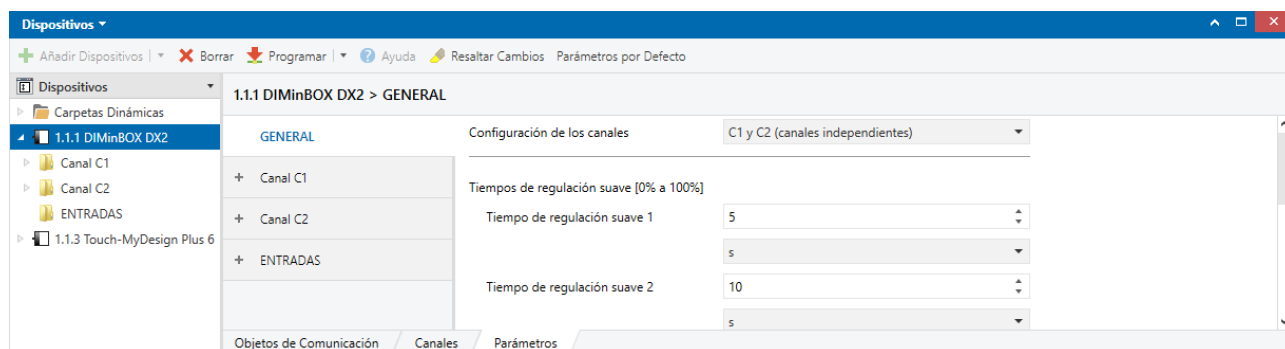 Dispositivos
Añadir Dispositivos Borrar Programar Ayuda Resaltar Cambios Parámetros por Defecto
Dispositivos
Carpetas Dinámicas
1.1.1 DIMinBOX DX2
Canal C1
Canal C2
ENTRADAS
1.1.3 Touch-MyDesign Plus 6
1.1.1 DIMinBOX DX2 > GENERAL
GENERAL
+ Canal C1
+ Canal C2
+ ENTRADAS
Configuración de los canales C1 y C2 (canales independientes)
Tiempos de regulación suave [0% a 100%]
Tiempo de regulación suave 1 5
s
Tiempo de regulación suave 2 10
s
Objetos de Comunicación Canales Parámetros